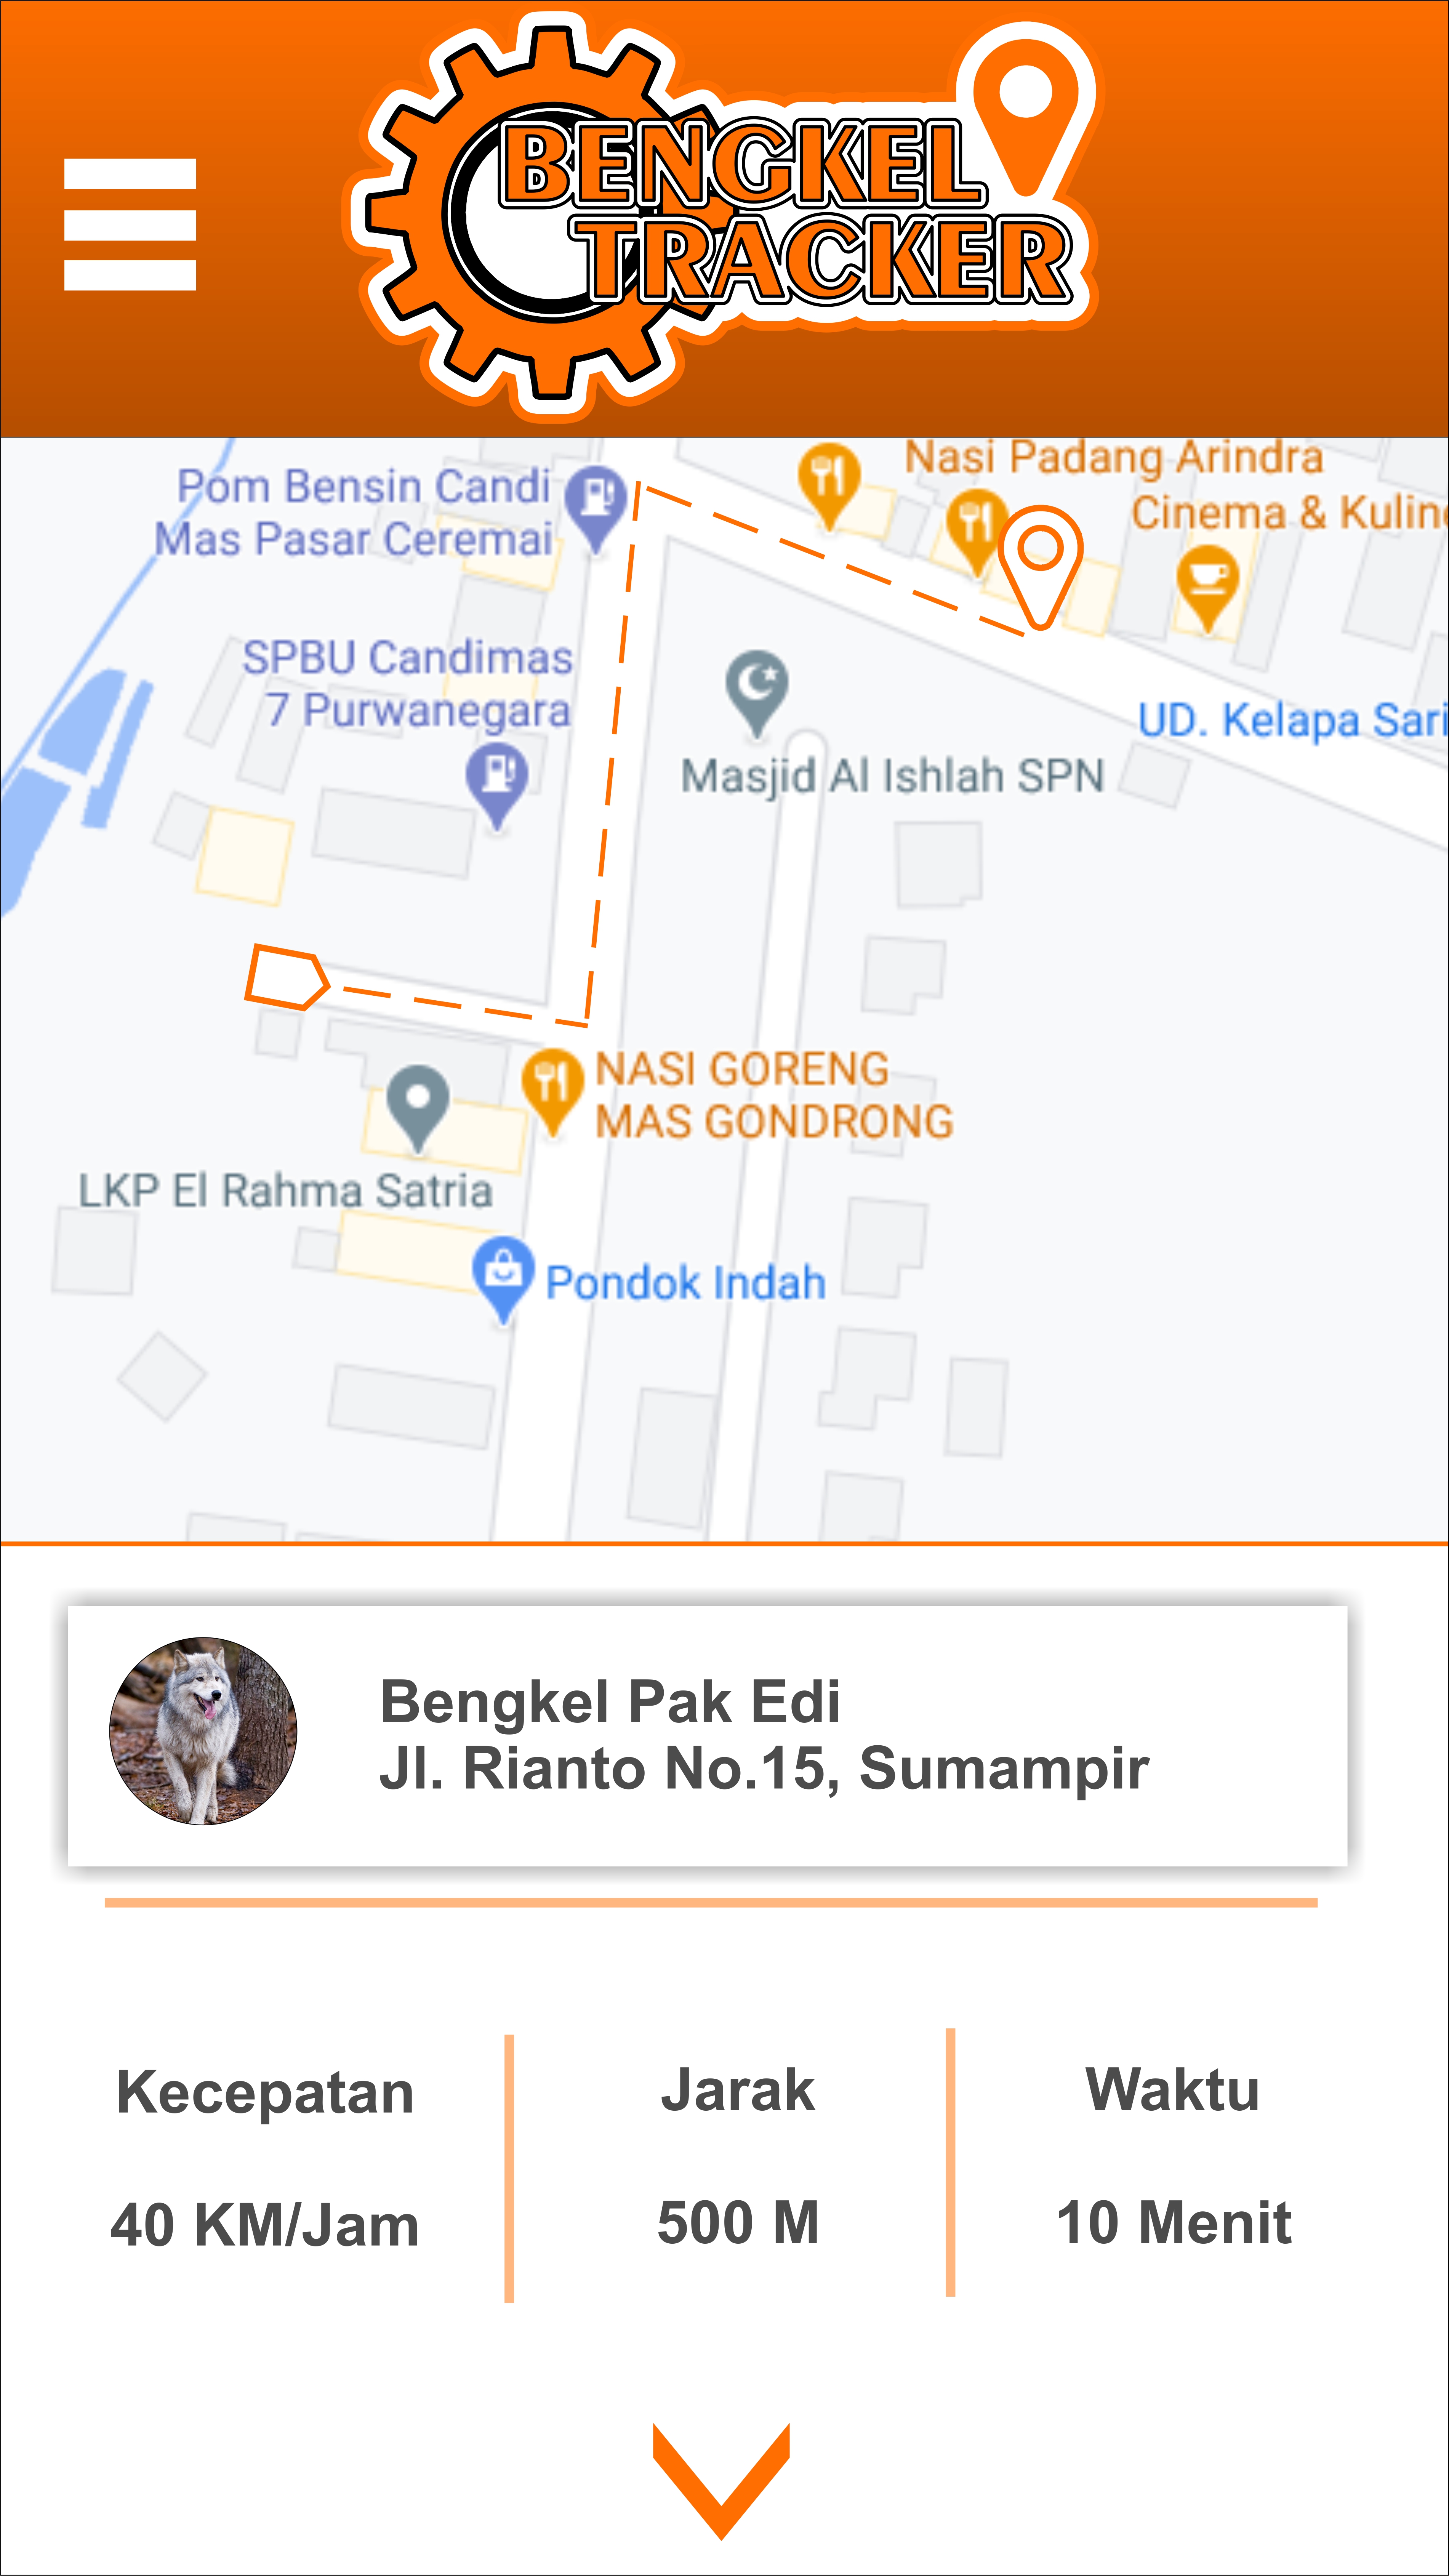 BENGKEL
TRACKER
Nasi Padang Arindra
Pom Bensin Candi
Mas Pasar Ceremai
Cinema & Kulin
SPBU Candimas
7 Purwanegara
UD. Kelapa Sari
Masjid Al Ishlah SPN
NASI GORENG
MAS GONDRONG
LKP El Rahma Satria
Pondok Indah
Bengkel Pak Edi
Jl. Rianto No.15, Sumampir
Kecepatan
Jarak
Waktu
40 KM/Jam
500 M
10 Menit